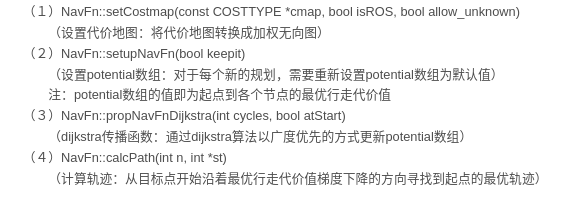 （1）NavFn::setCostmap(const COSTTYPE *cmap, bool isROS, bool allow_unknown)
（设置代价地图：将代价地图转换成加权无向图）
（2）NavFn::setupNavFn(bool keepit)
（设置potential数组：对于每个新的规划，需要重新设置potential数组为默认值）
注：potential数组的值即为起点到各个节点的最优行走代价值
（3）NavFn::propNavFnDijkstra(int cycles, bool atStart)
（dijkstra传播函数：通过dijkstra算法以广度优先的方式更新potential数组）
（4）NavFn::calcPath(int n, int *st)
（计算轨迹：从目标点开始沿着最优行走代价值梯度下降的方向寻找到起点的最优轨迹）